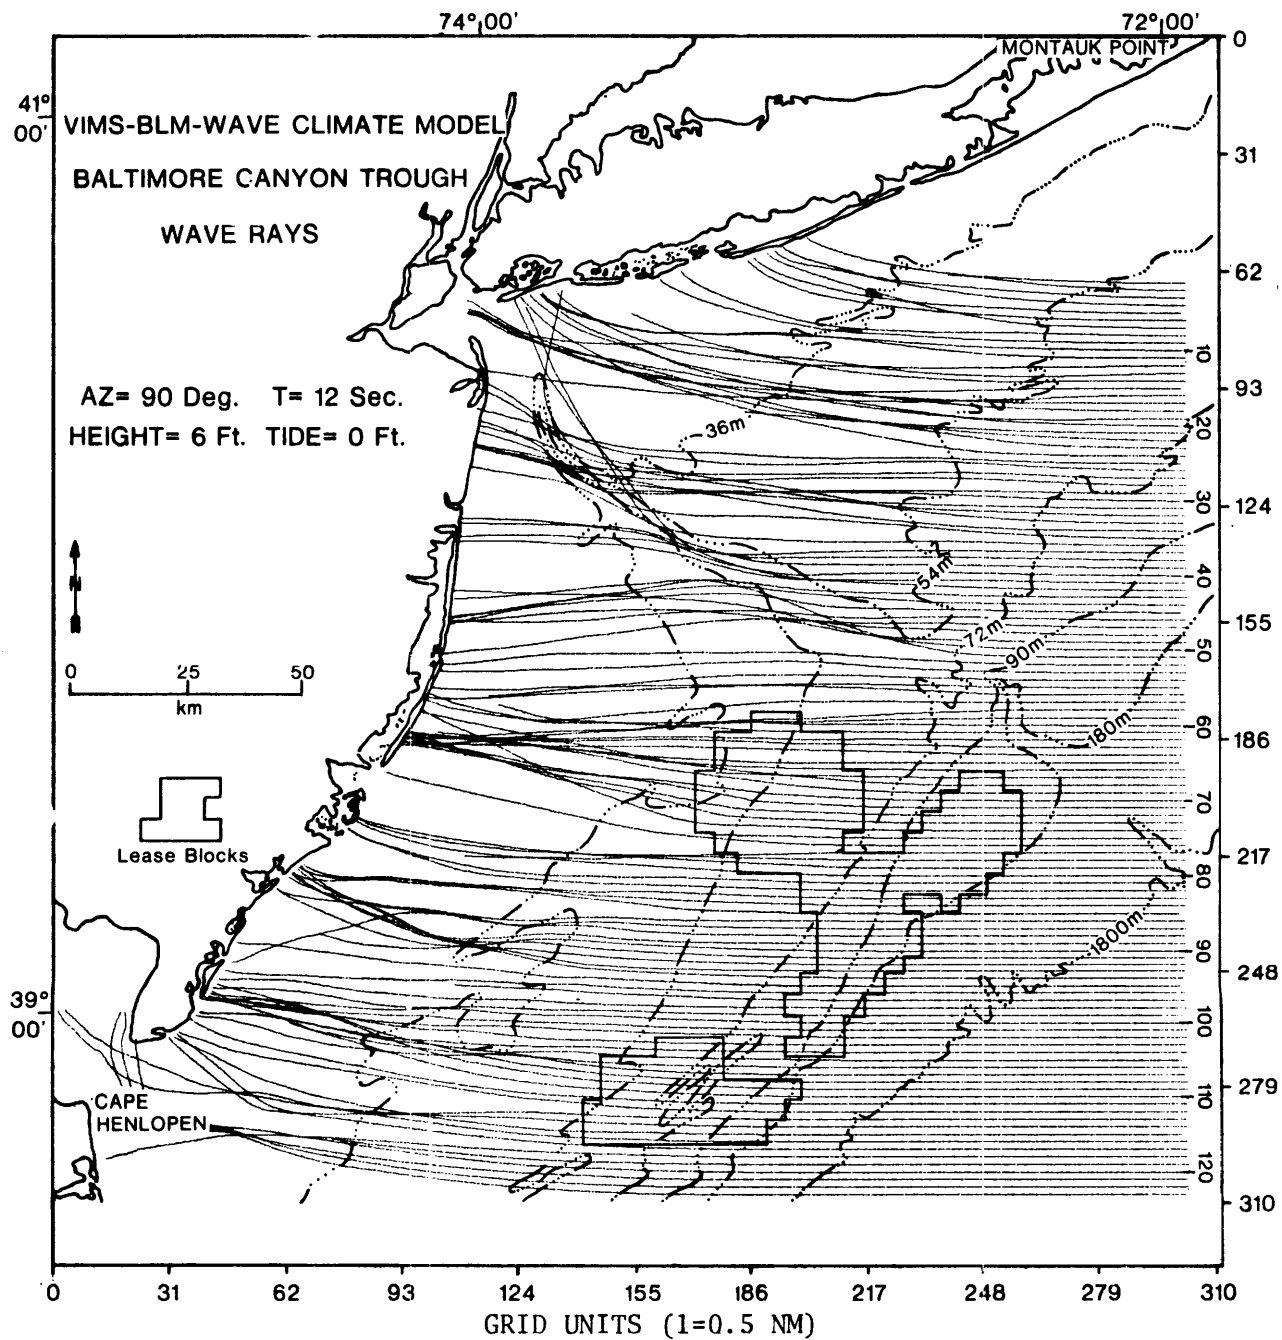 74° 00'
72° 00'
MONTAUK POINT
0
41°
00'
VIMS-BLM-WAVE CLIMATE MODEL
31
BALTIMORE CANYON TROUGH
WAVE RAYS
62
10
AZ= 90 Deg. T= 12 Sec.
93
HEIGHT= 6 Ft. TIDE= 0 Ft.
36m
20
30
124
N
54m
40
155
72m
90m
50
0 25 50
km
180m
60
186
70
Lease Blocks
217
80
1800m
90
248
39°
00'
100
279
110
CAPE
HENLOPEN
120
310
0 31 62 93 124 155 186 217 248 279 310
GRID UNITS (1=0.5 NM)